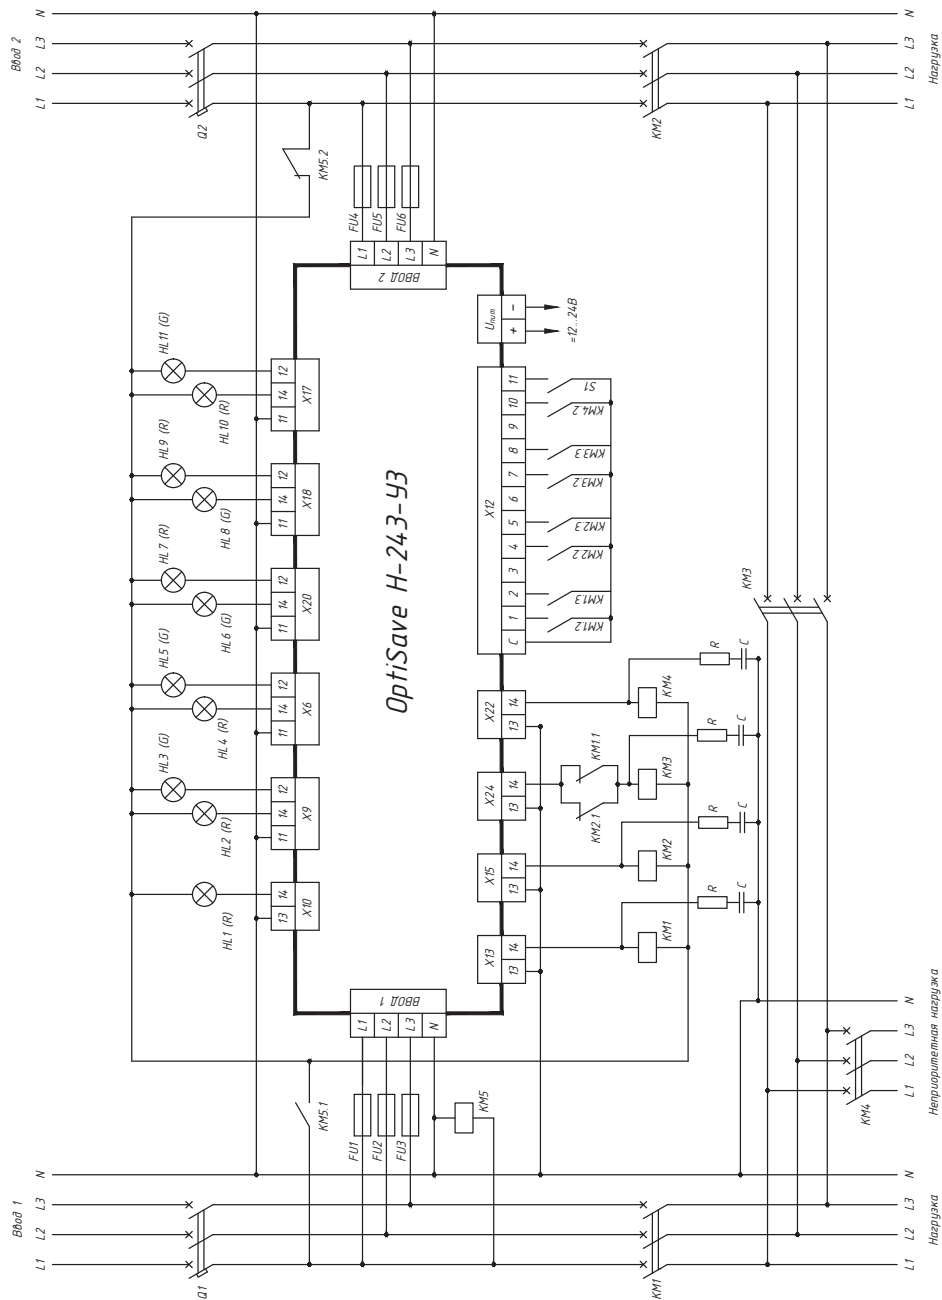 Ввод 2
N
L3
L2
L1
Q2
KM5.2
KM2
N
L3
L2
L1
Нагрузка
FU4
FU5
FU6
L1
L2
L3
N
ВВОД 2
Uпит
+
-
=12...24В
HL11 (G)
HL10 (R)
HL9 (R)
HL8 (G)
HL7 (R)
HL6 (G)
HL5 (G)
HL4 (R)
HL3 (G)
HL2 (R)
HL1 (R)
12
14
11
X17
12
14
11
X18
12
14
11
X20
12
14
11
X6
12
14
11
X9
14
13
X10
OptiSave H-243-У3
X12
11
10
9
8
7
6
5
4
3
2
1
C
S1
KM4.2
KM3.3
KM3.2
KM2.3
KM2.2
KM1.3
KM1.2
X22
14
13
X24
14
13
X15
14
13
X13
14
13
KM4
KM3
KM2
KM1
KM1.1
KM2.1
R
C
R
C
R
C
R
C
KM3
ВВОД 1
L1
L2
L3
N
FU1
FU2
FU3
KM5.1
KM5
KM4
N
L3
L2
L1
Неприоритетная нагрузка
Ввод 1
N
L3
L2
L1
Q1
KM1
N
L3
L2
L1
Нагрузка